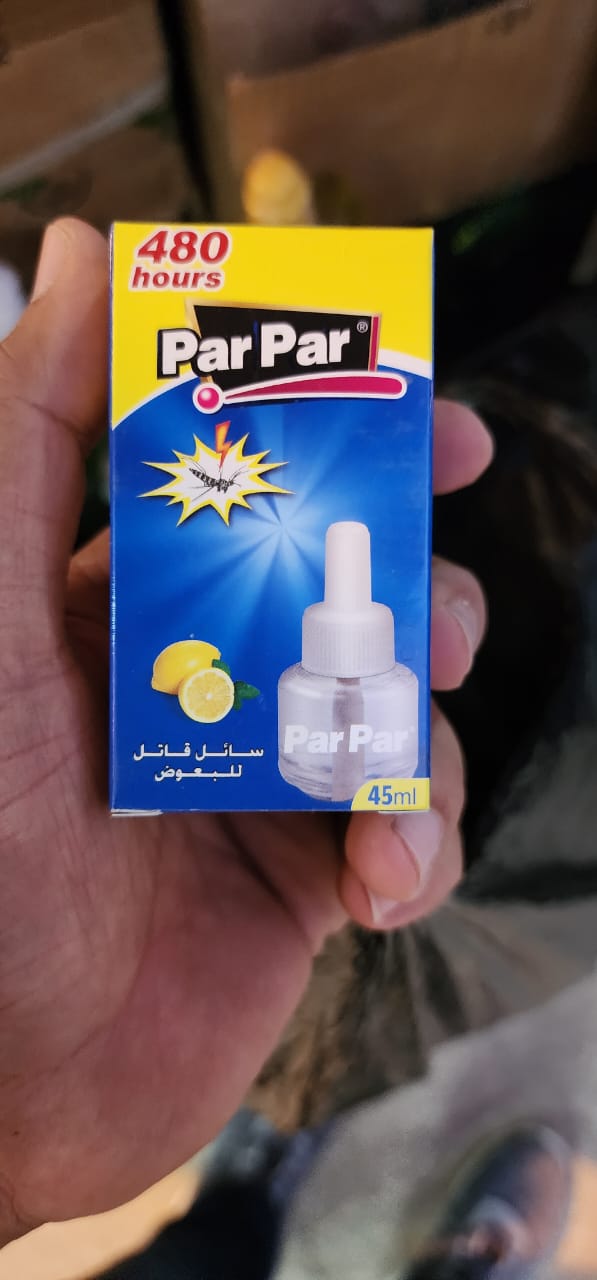 480
hours
ParPar®
سائل قاتل
للبعوض
ParPar
45ml